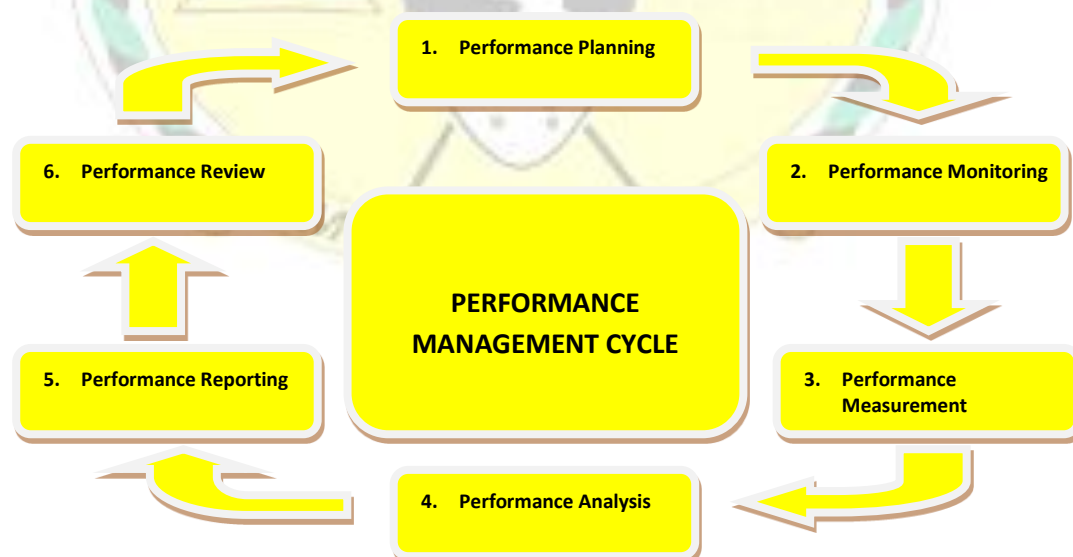 1. Performance Planning
2. Performance Monitoring
3. Performance
Measurement
4. Performance Analysis
5. Performance Reporting
6. Performance Review
PERFORMANCE
MANAGEMENT CYCLE